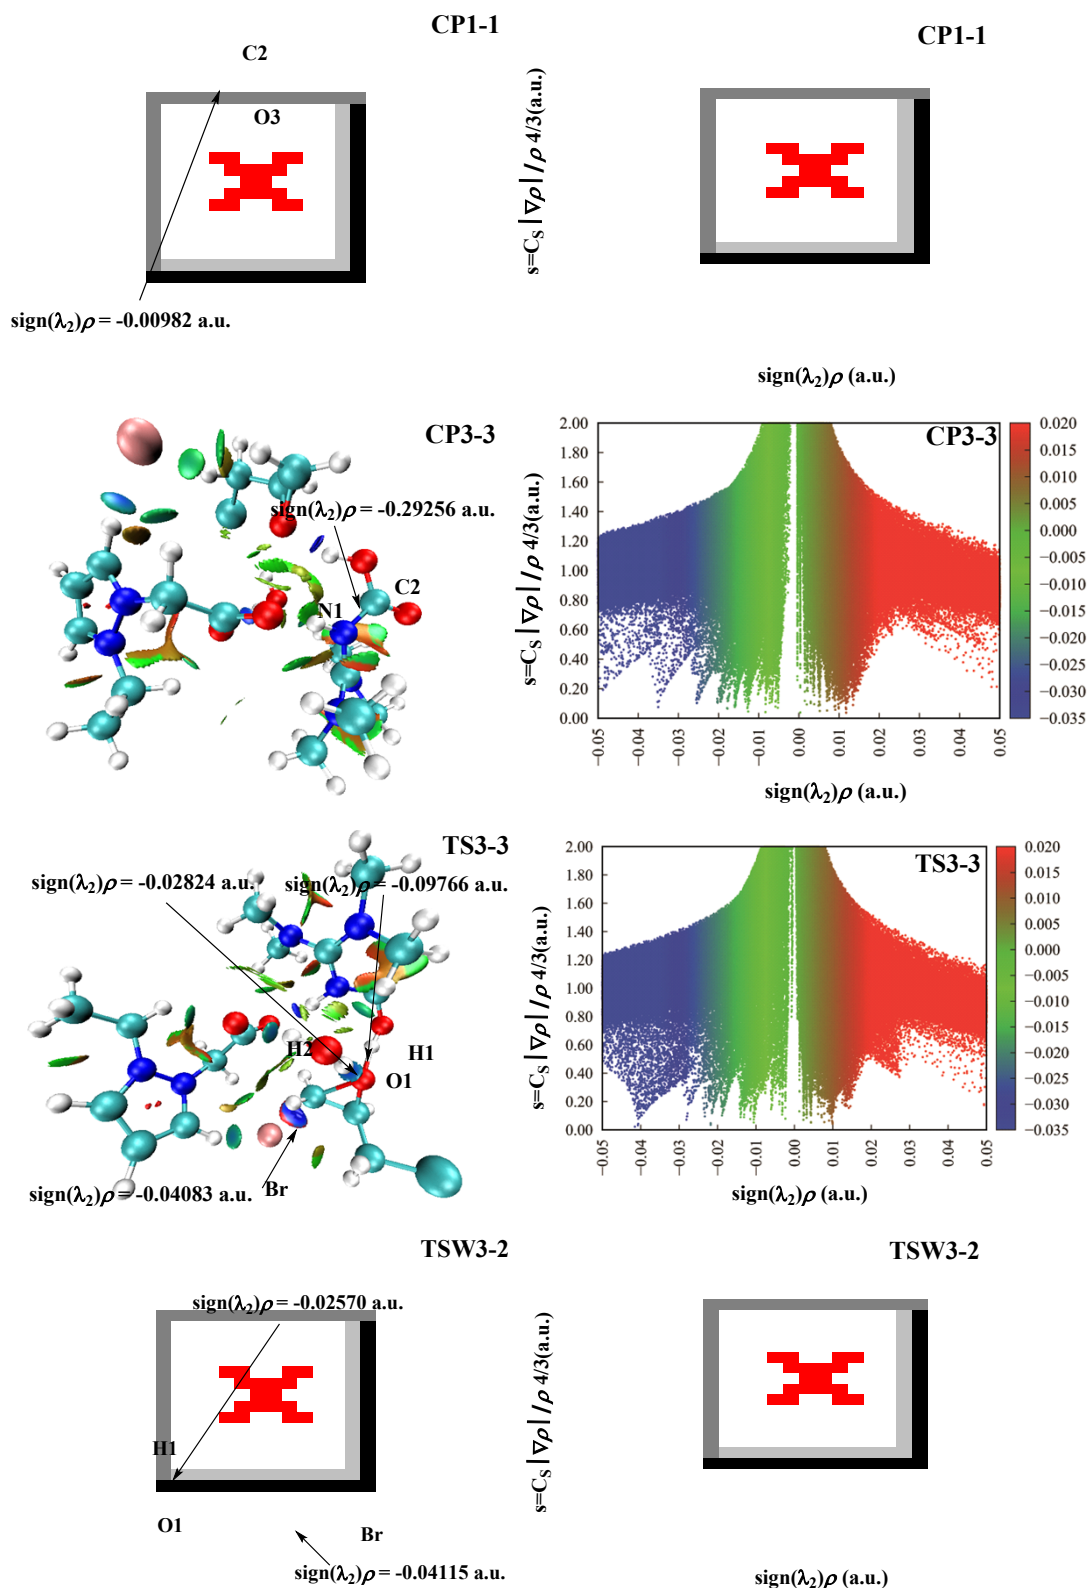 CP1-1
CP1-1
C2
O3
s=C_S|∇ρ|/ρ^4/3(a.u.)
sign(λ₂)ρ = -0.00982 a.u.
sign(λ₂)ρ (a.u.)
CP3-3
sign(λ₂)ρ = -0.29256 a.u.
C2
N1
s=C_S|∇ρ|/ρ^4/3(a.u.)
CP3-3
2.00
1.80
1.60
1.40
1.20
1.00
0.80
0.60
0.40
0.20
0.00
−0.05
−0.04
−0.03
−0.02
−0.01
0.00
0.01
0.02
0.03
0.04
0.05
0.020
0.015
0.010
0.005
0.000
−0.005
−0.010
−0.015
−0.020
−0.025
−0.030
−0.035
sign(λ₂)ρ (a.u.)
TS3-3
sign(λ₂)ρ = -0.02824 a.u.
sign(λ₂)ρ = -0.09766 a.u.
H2
H1
O1
sign(λ₂)ρ = -0.04083 a.u.
Br
s=C_S|∇ρ|/ρ^4/3(a.u.)
TS3-3
2.00
1.80
1.60
1.40
1.20
1.00
0.80
0.60
0.40
0.20
0.00
−0.05
−0.04
−0.03
−0.02
−0.01
0.00
0.01
0.02
0.03
0.04
0.05
0.020
0.015
0.010
0.005
0.000
−0.005
−0.010
−0.015
−0.020
−0.025
−0.030
−0.035
sign(λ₂)ρ (a.u.)
TSW3-2
TSW3-2
sign(λ₂)ρ = -0.02570 a.u.
H1
O1
Br
sign(λ₂)ρ = -0.04115 a.u.
s=C_S|∇ρ|/ρ^4/3(a.u.)
sign(λ₂)ρ (a.u.)